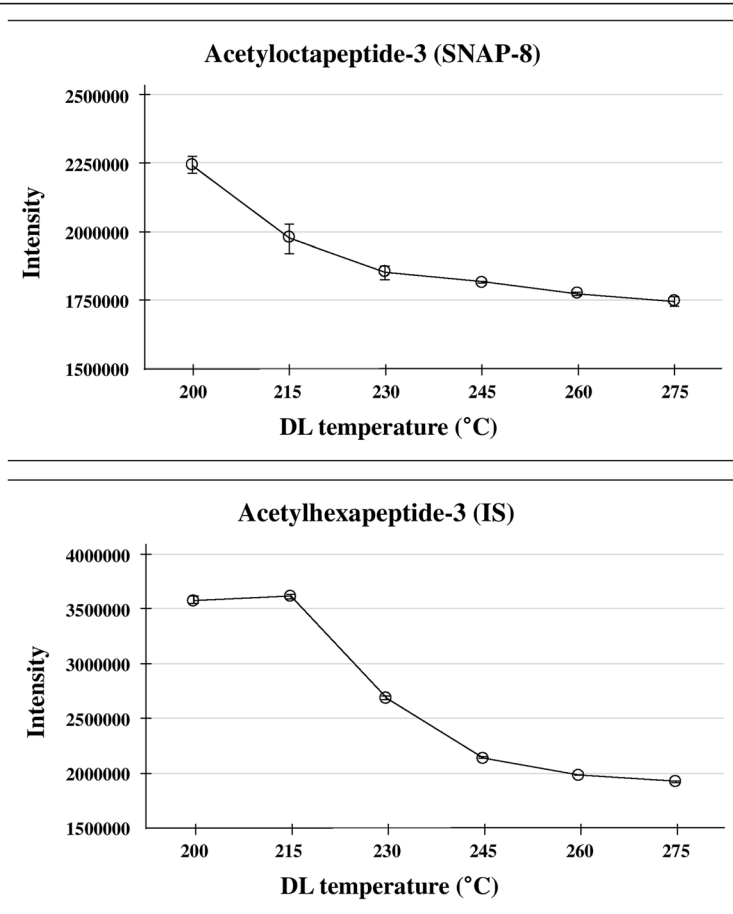 Acetyloctapeptide-3 (SNAP-8)
2500000
2250000
2000000
1750000
1500000
Intensity
200 215 230 245 260 275
DL temperature (°C)
Acetylhexapeptide-3 (IS)
4000000
3500000
3000000
2500000
2000000
1500000
Intensity
200 215 230 245 260 275
DL temperature (°C)